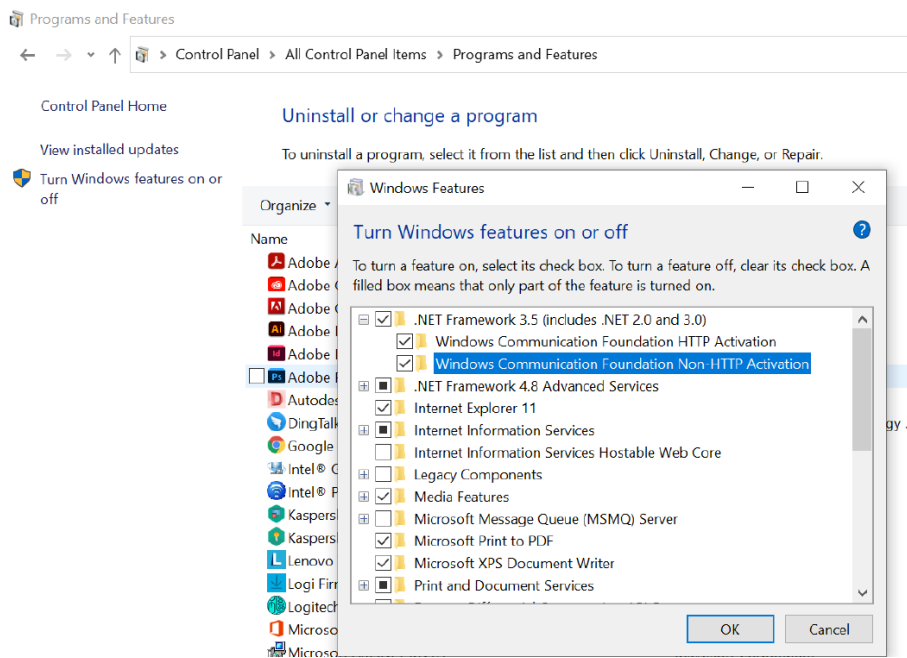 Programs and Features
Control Panel > All Control Panel Items > Programs and Features
Control Panel Home
View installed updates
Turn Windows features on or
off
Uninstall or change a program
To uninstall a program, select it from the list and then click Uninstall, Change, or Repair.
Organize
Name
Adobe
Adobe
Adobe
Adobe
Adobe
Adobe
DingTalk
Google
Intel®
Intel®
Lenovo
Logi
Logitech
Windows Features
Turn Windows features on or off
?
To turn a feature on, select its check box. To turn a feature off, clear its check box. A
filled box means that only part of the feature is turned on.
.NET Framework 3.5 (includes .NET 2.0 and 3.0)
Windows Communication Foundation HTTP Activation
Windows Communication Foundation Non-HTTP Activation
.NET Framework 4.8 Advanced Services
Internet Explorer 11
Internet Information Services
Internet Information Services Hostable Web Core
Legacy Components
Media Features
Microsoft Message Queue (MSMQ) Server
Microsoft Print to PDF
Microsoft XPS Document Writer
Print and Document Services
OK
Cancel